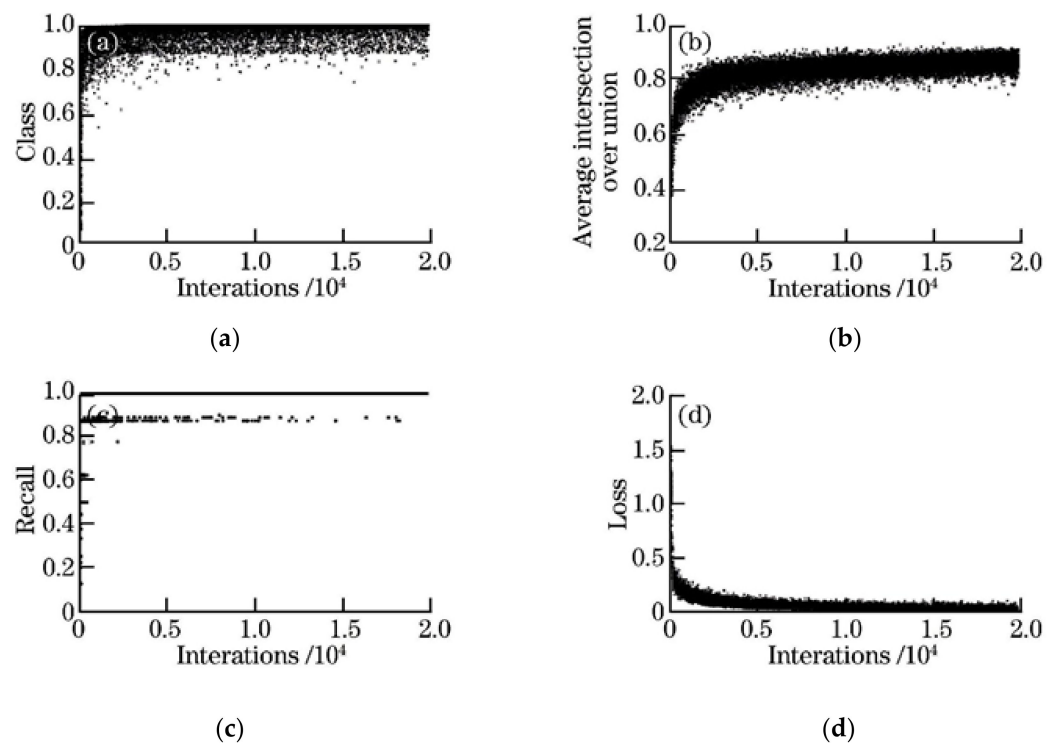 1.0
(a)
0.8
0.6
0.4
0.2
0
Class
0 0.5 1.0 1.5 2.0
Interations /10⁴
(a)
1.0
(b)
0.8
0.6
0.4
0.2
Average intersection
over union
0 0.5 1.0 1.5 2.0
Interations /10⁴
(b)
1.0
(c)
0.8
0.6
0.4
0.2
0
Recall
0 0.5 1.0 1.5 2.0
Interations /10⁴
(c)
2.0
(d)
1.5
1.0
0.5
0
Loss
0 0.5 1.0 1.5 2.0
Interations /10⁴
(d)